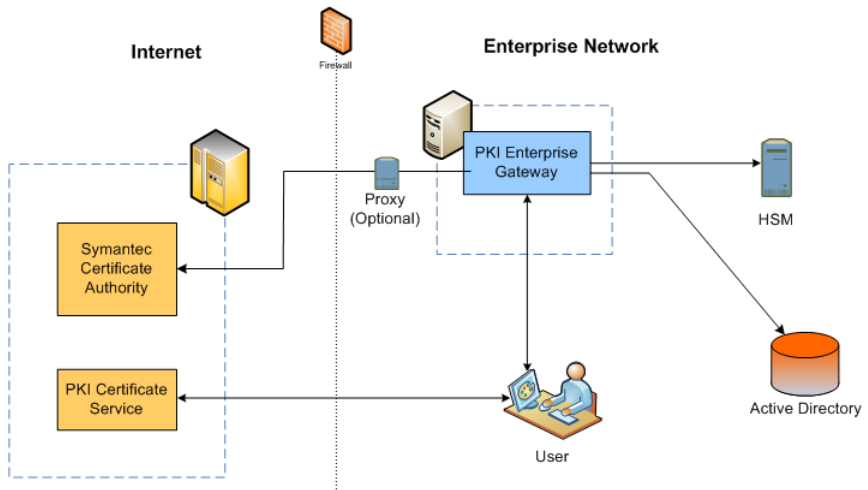 Internet
Firewall
Enterprise Network
PKI Enterprise
Gateway
Proxy
(Optional)
HSM
Symantec
Certificate
Authority
PKI Certificate
Service
User
Active Directory